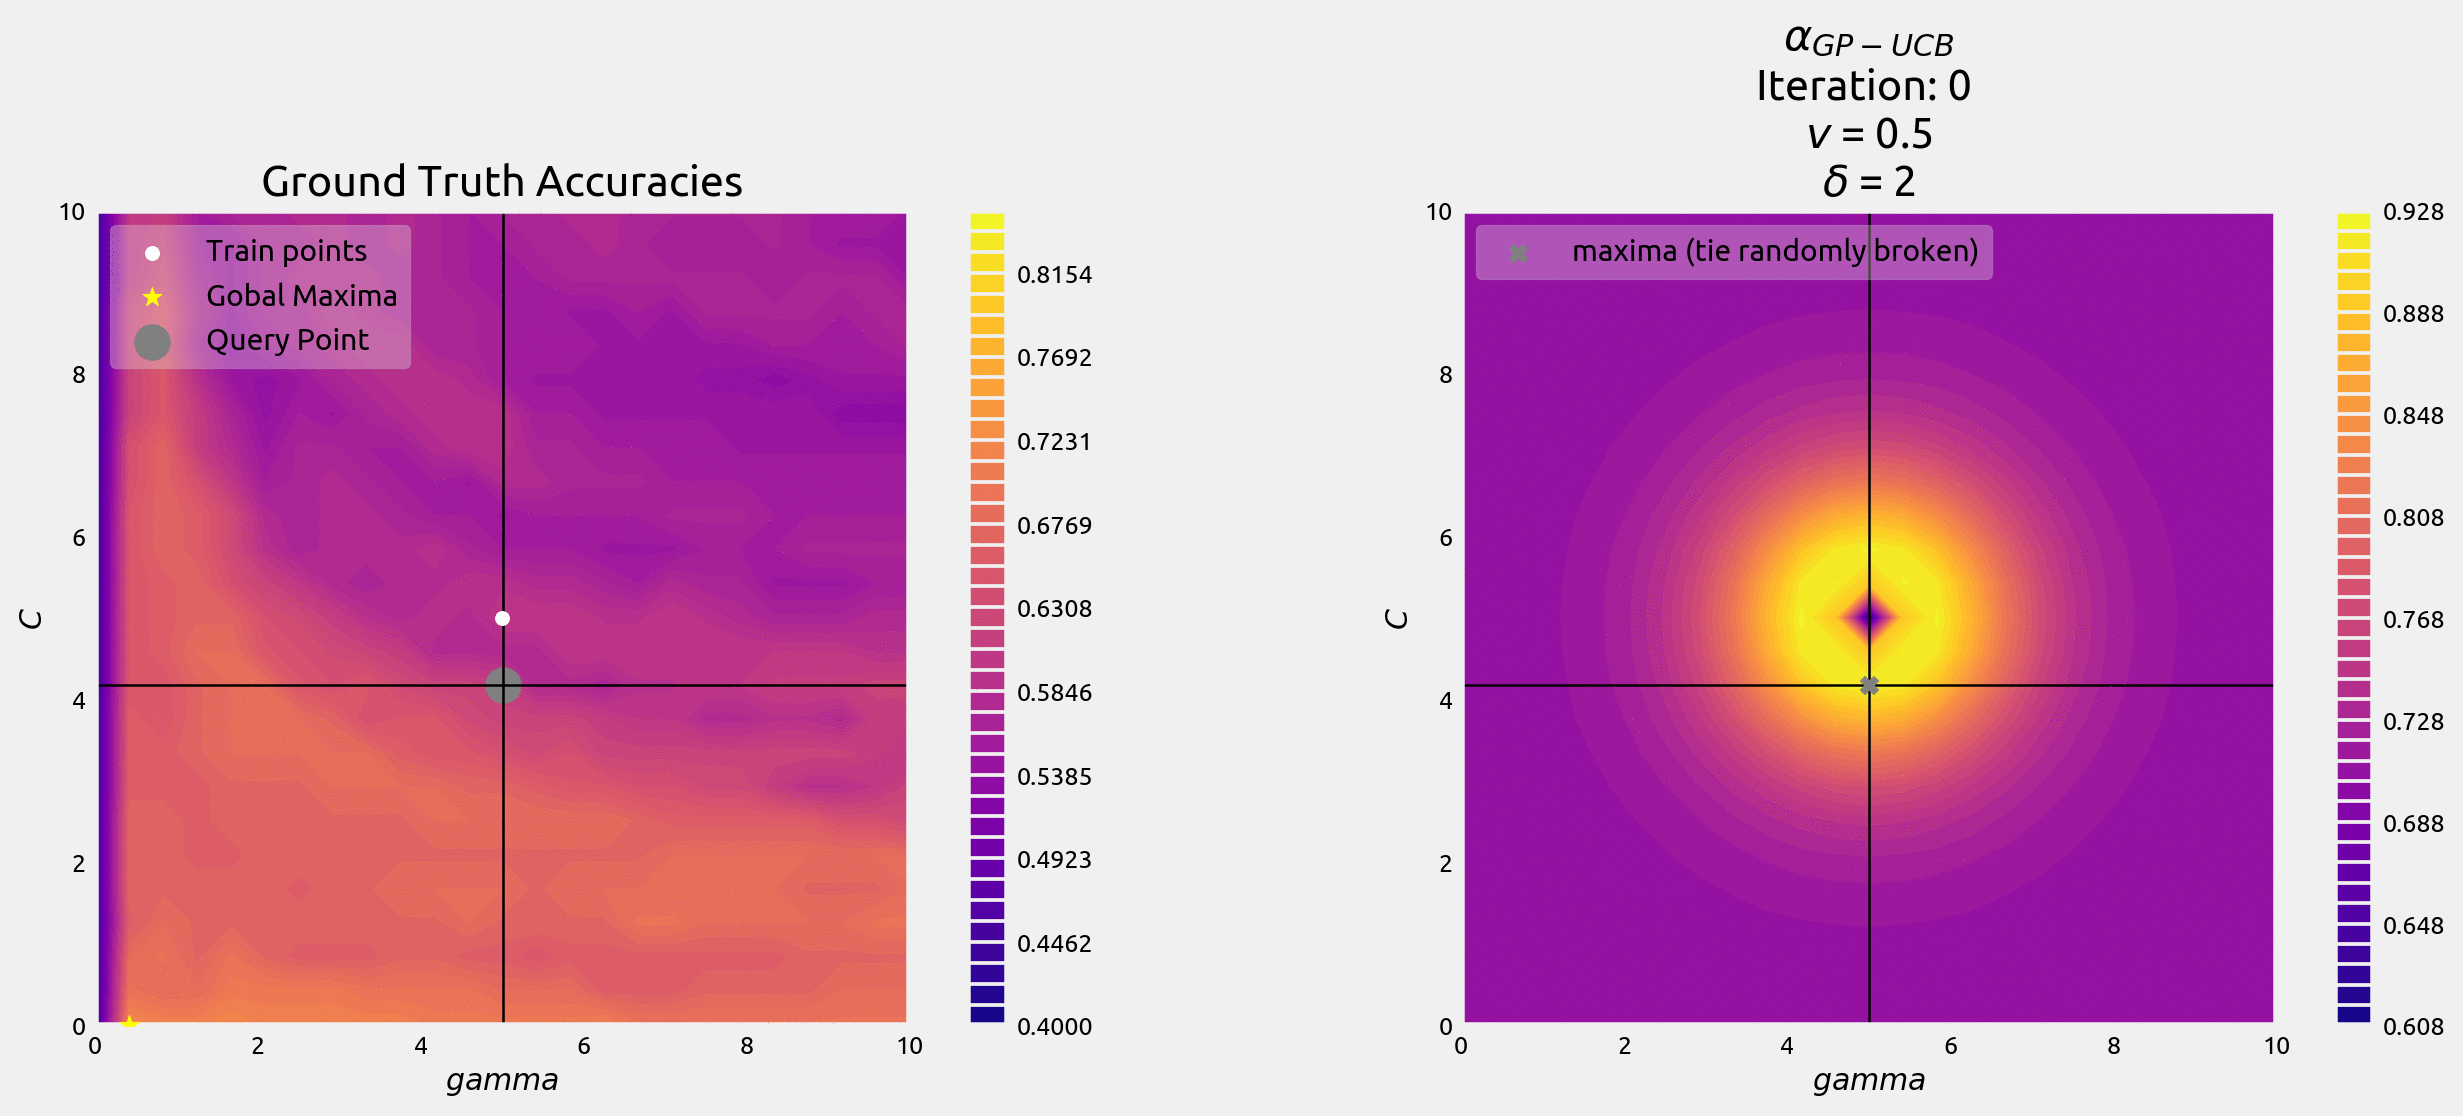 Ground Truth Accuracies
Train points
Gobal Maxima
Query Point
10
8
6
4
2
0
C
0 2 4 6 8 10
gamma
0.8154
0.7692
0.7231
0.6769
0.6308
0.5846
0.5385
0.4923
0.4462
0.4000
α GP − UCB
Iteration: 0
ν = 0.5
δ = 2
maxima (tie randomly broken)
10
8
6
4
2
0
C
0 2 4 6 8 10
gamma
0.928
0.888
0.848
0.808
0.768
0.728
0.688
0.648
0.608